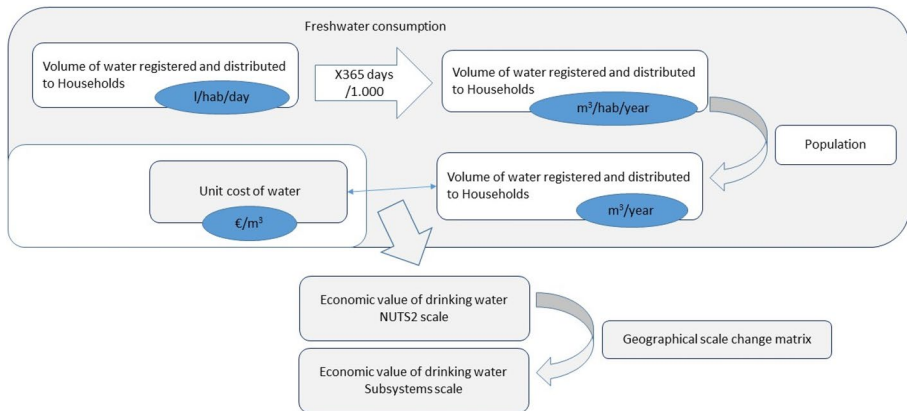 Freshwater consumption
Volume of water registered and distributed
to Households
l/hab/day
X365 days
/1.000
Volume of water registered and distributed
to Households
m³/hab/year
Population
Unit cost of water
€/m³
Volume of water registered and distributed
to Households
m³/year
Economic value of drinking water
NUTS2 scale
Geographical scale change matrix
Economic value of drinking water
Subsystems scale